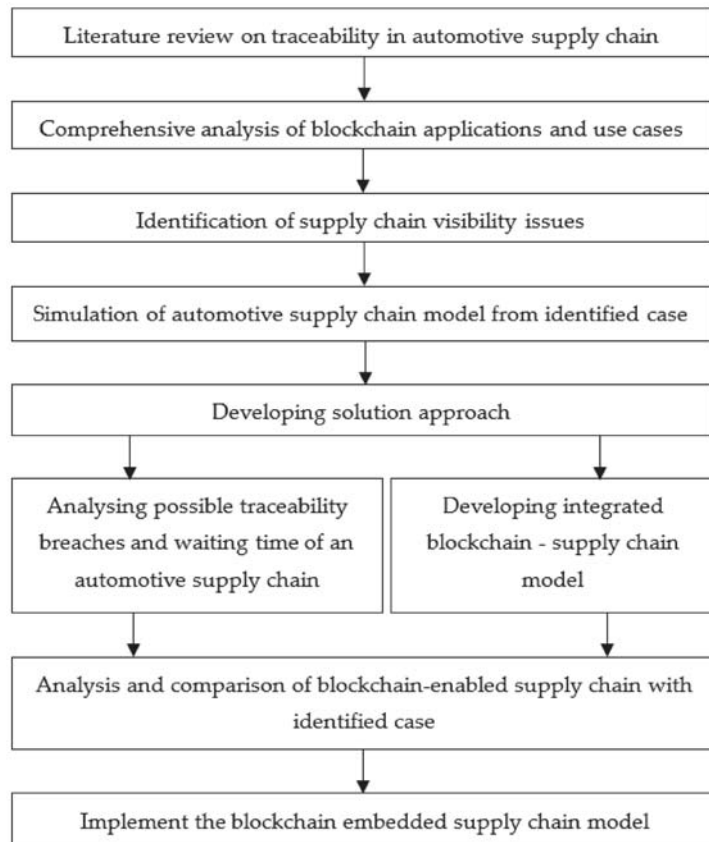 Literature review on traceability in automotive supply chain
Comprehensive analysis of blockchain applications and use cases
Identification of supply chain visibility issues
Simulation of automotive supply chain model from identified case
Developing solution approach
Analysing possible traceability
breaches and waiting time of an
automotive supply chain
Developing integrated
blockchain - supply chain
model
Analysis and comparison of blockchain-enabled supply chain with
identified case
Implement the blockchain embedded supply chain model